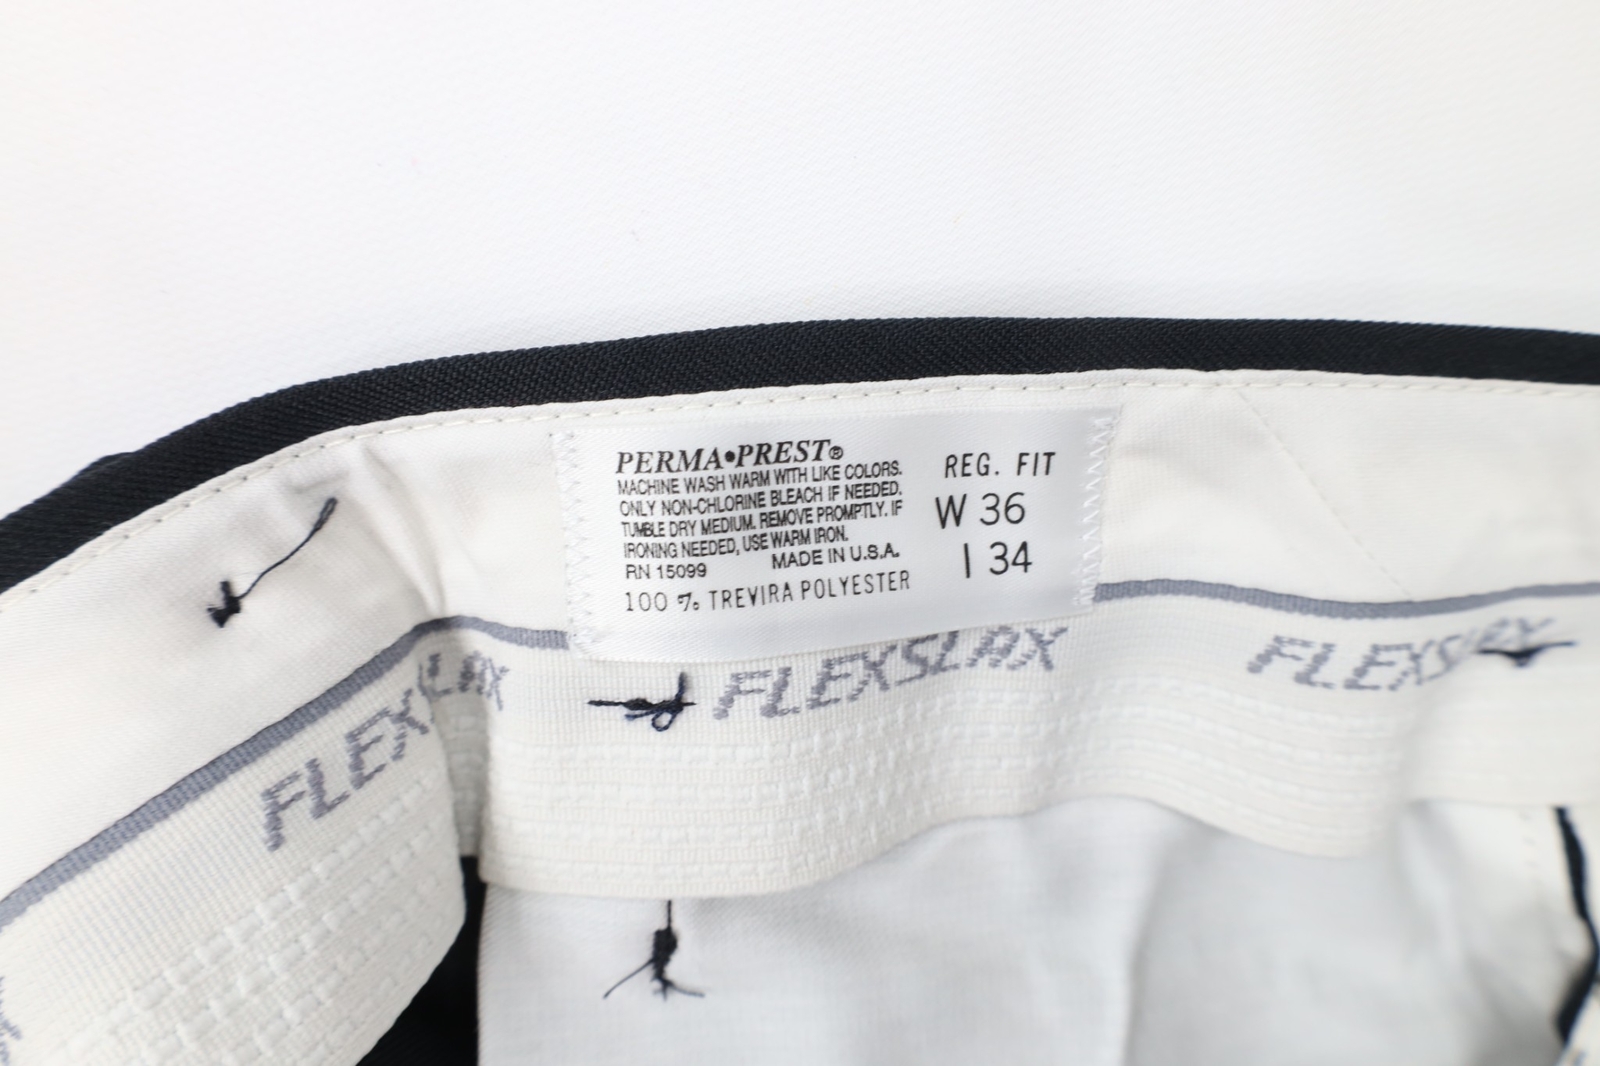 PERMA•PREST®
MACHINE WASH WARM WITH LIKE COLORS.
ONLY NON-CHLORINE BLEACH IF NEEDED.
TUMBLE DRY MEDIUM. REMOVE PROMPTLY. IF
IRONING NEEDED, USE WARM IRON.
RN 15099 MADE IN U.S.A.
100 % TREVIRA POLYESTER
REG. FIT
W 36
I 34
FLEXSLAX
FLEXSLAX
FLEXSLAX